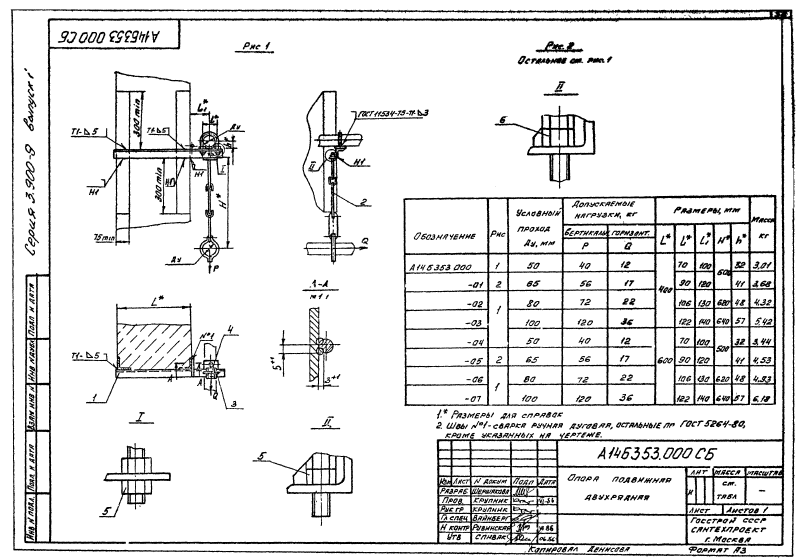 А14Б353.000 СБ
Серия 3.900-9 Выпуск 1
Рис 1
Рис. 2
Остальное см. рис. 1
II
6
L₁*
Ду
Т1-⊿5
Т1-⊿5
300 min
300 min
Н1
Н1
Н1
H*
75 min
Ду
P
ГОСТ 11534-75-Т1-⊿3
II
Н1
2
Q
L*
№1
4
Т1-⊿5
А
А
1
3
А-А
М 1:1
5⁺¹
5⁺¹
I
5
II
5
Обозначение
Рис
Условный проход Ду, мм
Допускаемые нагрузки, кг
Вертикальн. P
горизонт. Q
Размеры, мм
L* L* L₁* H* h*
Масса кг
А14Б353.000 1 50 40 12 400 70 100 600 32 3,01
-01 2 65 56 17 90 120 41 3,68
-02 1 80 72 22 106 130 620 48 4,32
-03 100 120 36 122 140 640 57 5,42
-04 50 40 12 600 70 100 500 32 3,44
-05 2 65 56 17 90 120 41 4,53
-06 1 80 72 22 106 130 620 48 4,93
-07 100 120 36 122 140 640 57 6,18
1.* Размеры для справок
2. Швы №1-сварка ручная дуговая, остальные по ГОСТ 5264-80,
кроме указанных на чертеже.
А14Б353.000 СБ
Изм Лист N докум Подп Дата
Разраб Шершякова
Пров Крупник
Рук гр Крупник
Гл спец Вайнберг
Н контр Рувинская
Утв Спивак
Опора подвижная
двухрядная
Лит Масса Масштаб
И см. табл —
Лист Листов 1
Госстрой СССР
Сантехпроект
г. Москва
Копировал Денисова
Формат А3
Инв N подл. Подп и дата Взам инв N Инв N дубл Подп и дата